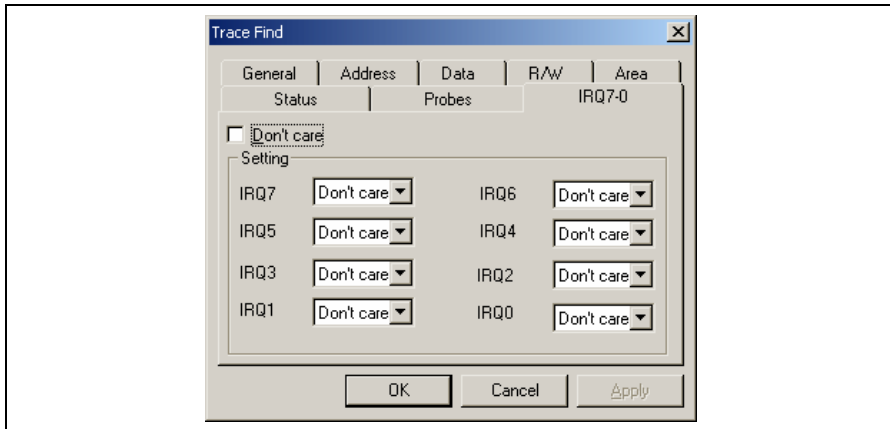 Trace Find
General Address Data R/W Area
Status Probes IRQ7-0
Don't care
Setting
IRQ7 Don't care IRQ6 Don't care
IRQ5 Don't care IRQ4 Don't care
IRQ3 Don't care IRQ2 Don't care
IRQ1 Don't care IRQ0 Don't care
OK Cancel Apply